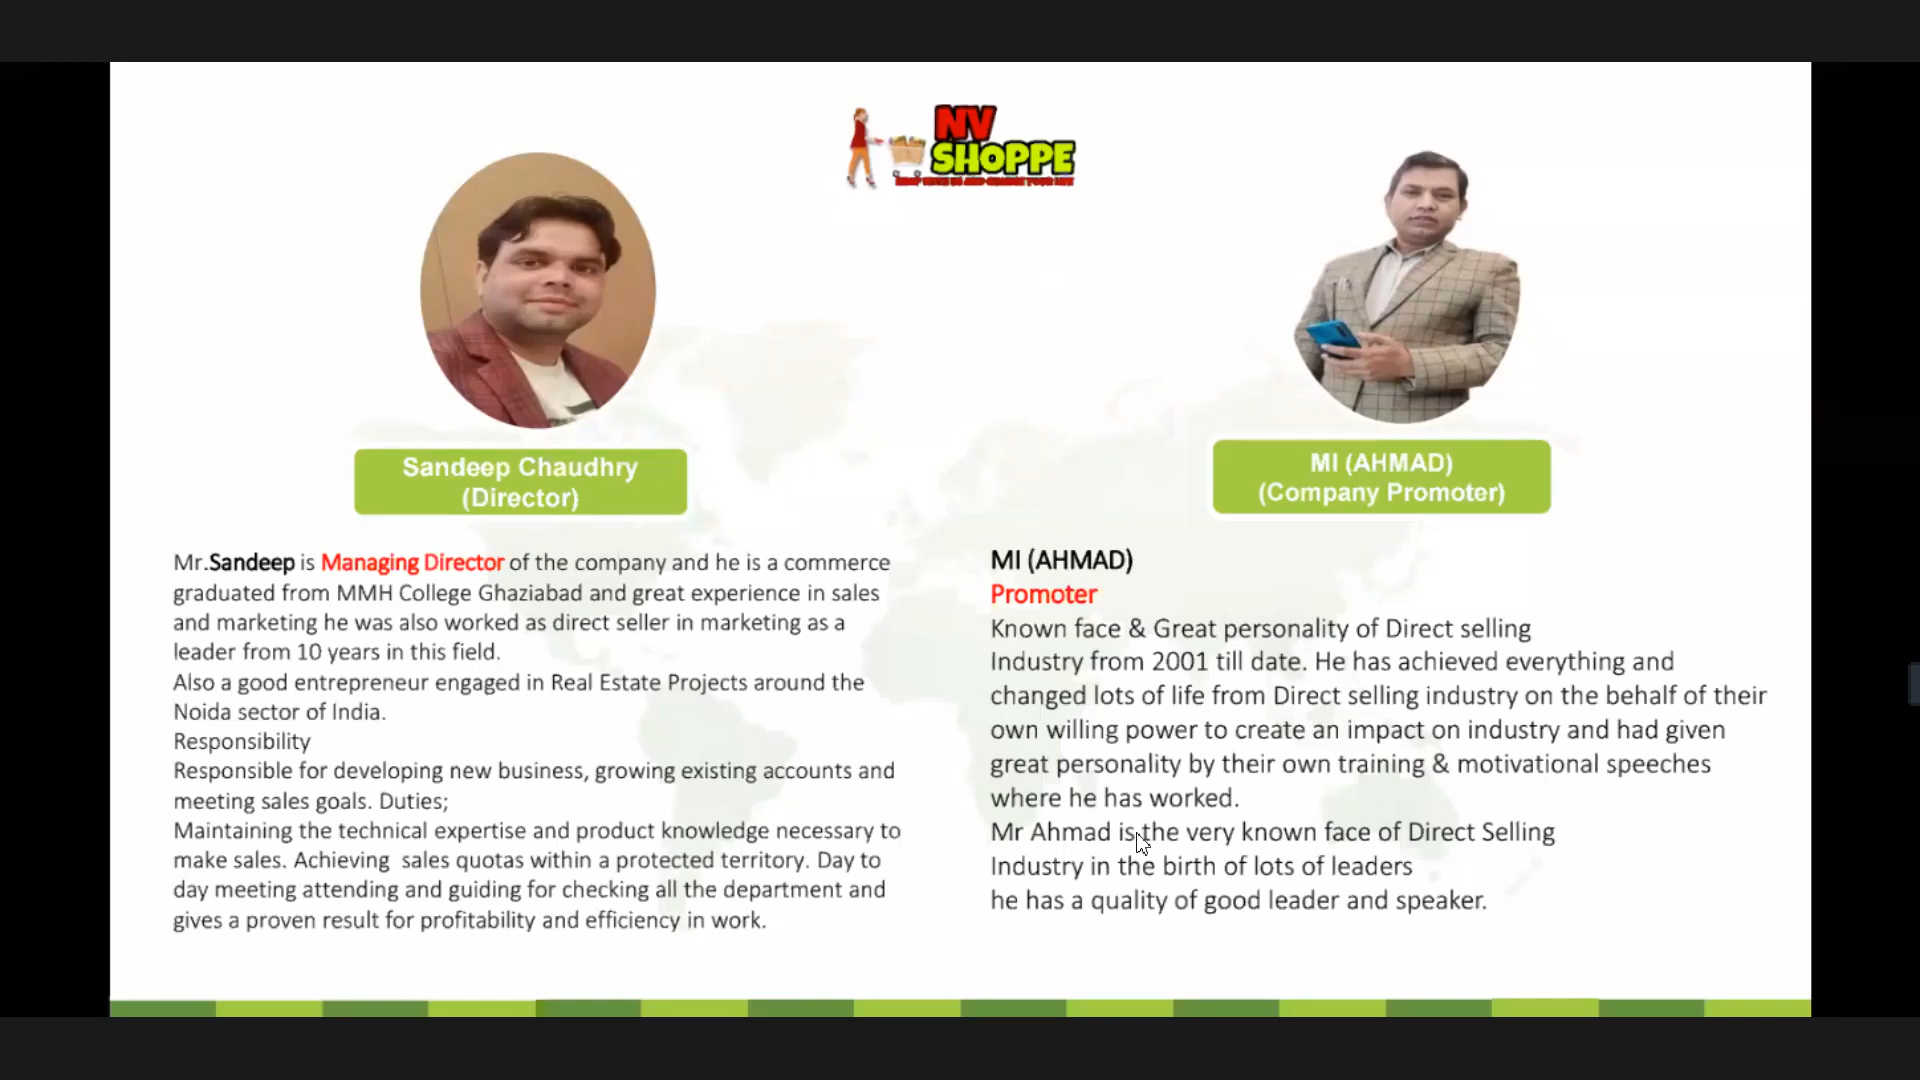 NV
SHOPPE
SHOP WITH US AND CHANGE YOUR LIFE
Sandeep Chaudhry
(Director)
Mr.Sandeep is Managing Director of the company and he is a commerce
graduated from MMH College Ghaziabad and great experience in sales
and marketing he was also worked as direct seller in marketing as a
leader from 10 years in this field.
Also a good entrepreneur engaged in Real Estate Projects around the
Noida sector of India.
Responsibility
Responsible for developing new business, growing existing accounts and
meeting sales goals. Duties;
Maintaining the technical expertise and product knowledge necessary to
make sales. Achieving  sales quotas within a protected territory. Day to
day meeting attending and guiding for checking all the department and
gives a proven result for profitability and efficiency in work.
MI (AHMAD)
(Company Promoter)
MI (AHMAD)
Promoter
Known face & Great personality of Direct selling
Industry from 2001 till date. He has achieved everything and
changed lots of life from Direct selling industry on the behalf of their
own willing power to create an impact on industry and had given
great personality by their own training & motivational speeches
where he has worked.
Mr Ahmad is the very known face of Direct Selling
Industry in the birth of lots of leaders
he has a quality of good leader and speaker.